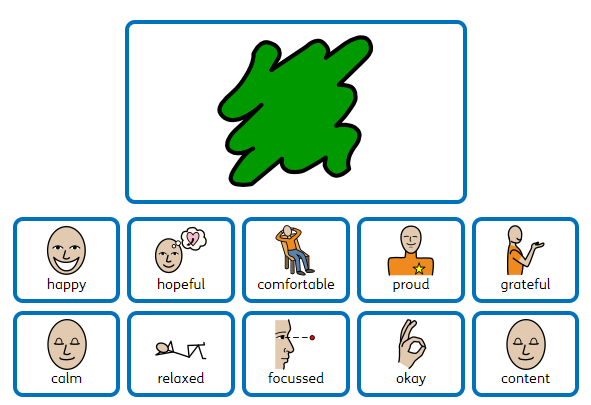 happy
hopeful
comfortable
proud
grateful
calm
relaxed
focussed
okay
content